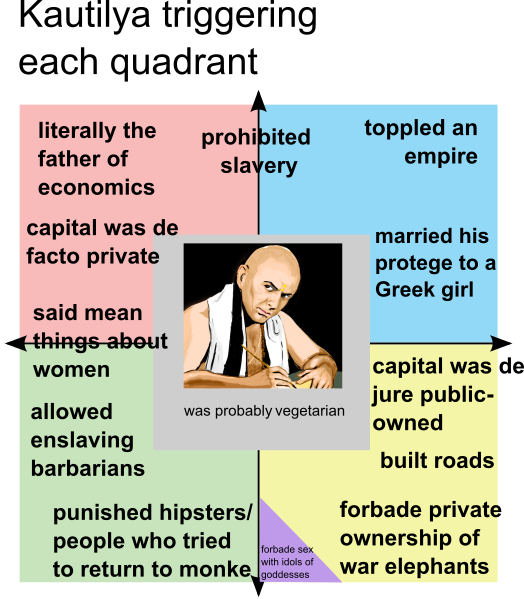 Kautilya triggering
each quadrant
literally the
father of
economics
prohibited
slavery
toppled an
empire
capital was de
facto private
married his
protege to a
Greek girl
said mean
things about
women
was probably vegetarian
capital was de
jure public-
owned
allowed
enslaving
barbarians
built roads
punished hipsters/
people who tried
to return to monke
forbade sex
with idols of
goddesses
forbade private
ownership of
war elephants